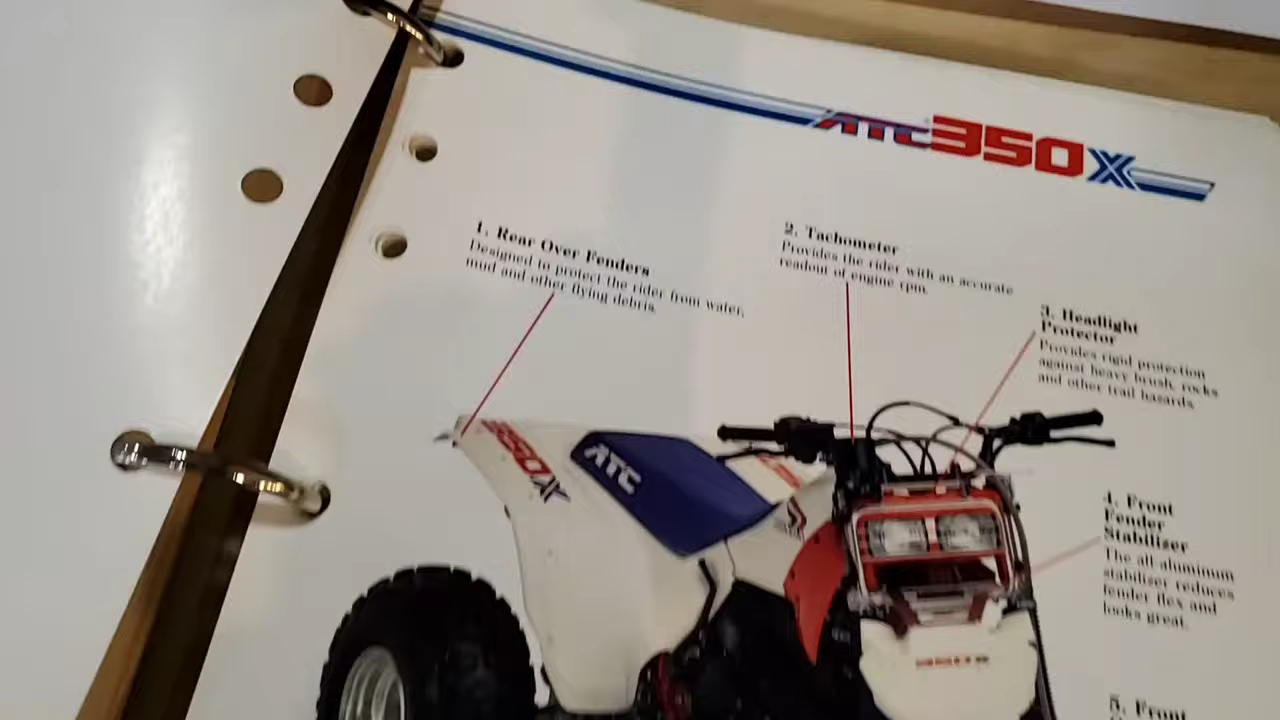 ATC350X
1. Rear Over Fenders
Designed to protect the rider from water,
mud and other flying debris.
2. Tachometer
Provides the rider with an accurate
readout of engine rpm.
3. Headlight
Protector
Provides rigid protection
against heavy brush, rocks
and other trail hazards.
350X
ATC
4. Front
Fender
Stabilizer
The all-aluminum
stabilizer reduces
fender flex and
looks great.
5. Front